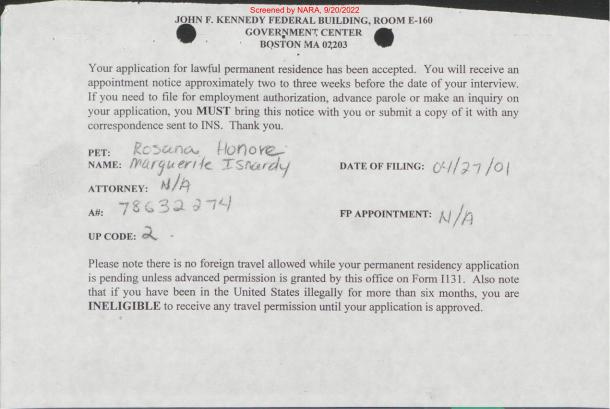 Screened by NARA, 9/20/2022
JOHN F. KENNEDY FEDERAL BUILDING, ROOM E-160
GOVERNMENT CENTER
BOSTON MA 02203
Your application for lawful permanent residence has been accepted. You will receive an
appointment notice approximately two to three weeks before the date of your interview.
If you need to file for employment authorization, advance parole or make an inquiry on
your application, you MUST bring this notice with you or submit a copy of it with any
correspondence sent to INS. Thank you.
PET: Rosana Honore
NAME: Marguerite Isnardy DATE OF FILING: 04/27/01
ATTORNEY: N/A
A#: 78632274 FP APPOINTMENT: N/A
UP CODE: 2
Please note there is no foreign travel allowed while your permanent residency application
is pending unless advanced permission is granted by this office on Form I131. Also note
that if you have been in the United States illegally for more than six months, you are
INELIGIBLE to receive any travel permission until your application is approved.